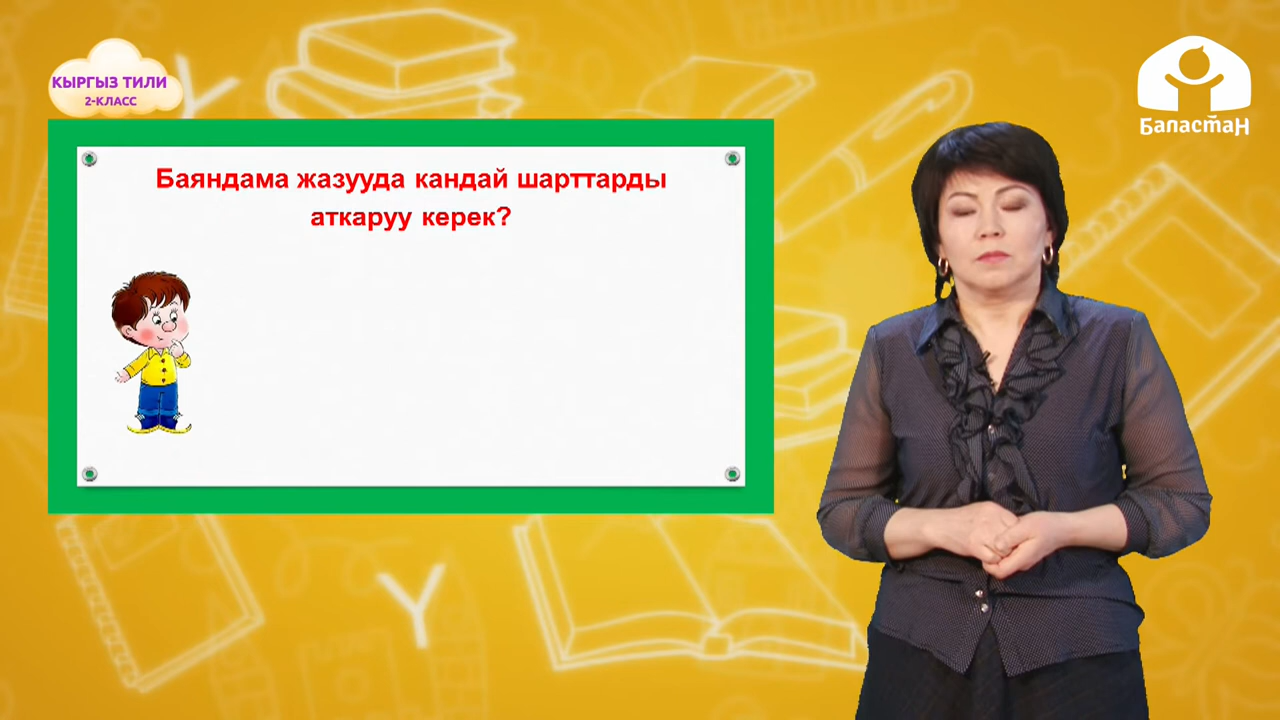 КЫРГЫЗ ТИЛИ
2-КЛАСС
Баластан
Баяндама жазууда кандай шарттарды
аткаруу керек?
Y
Y